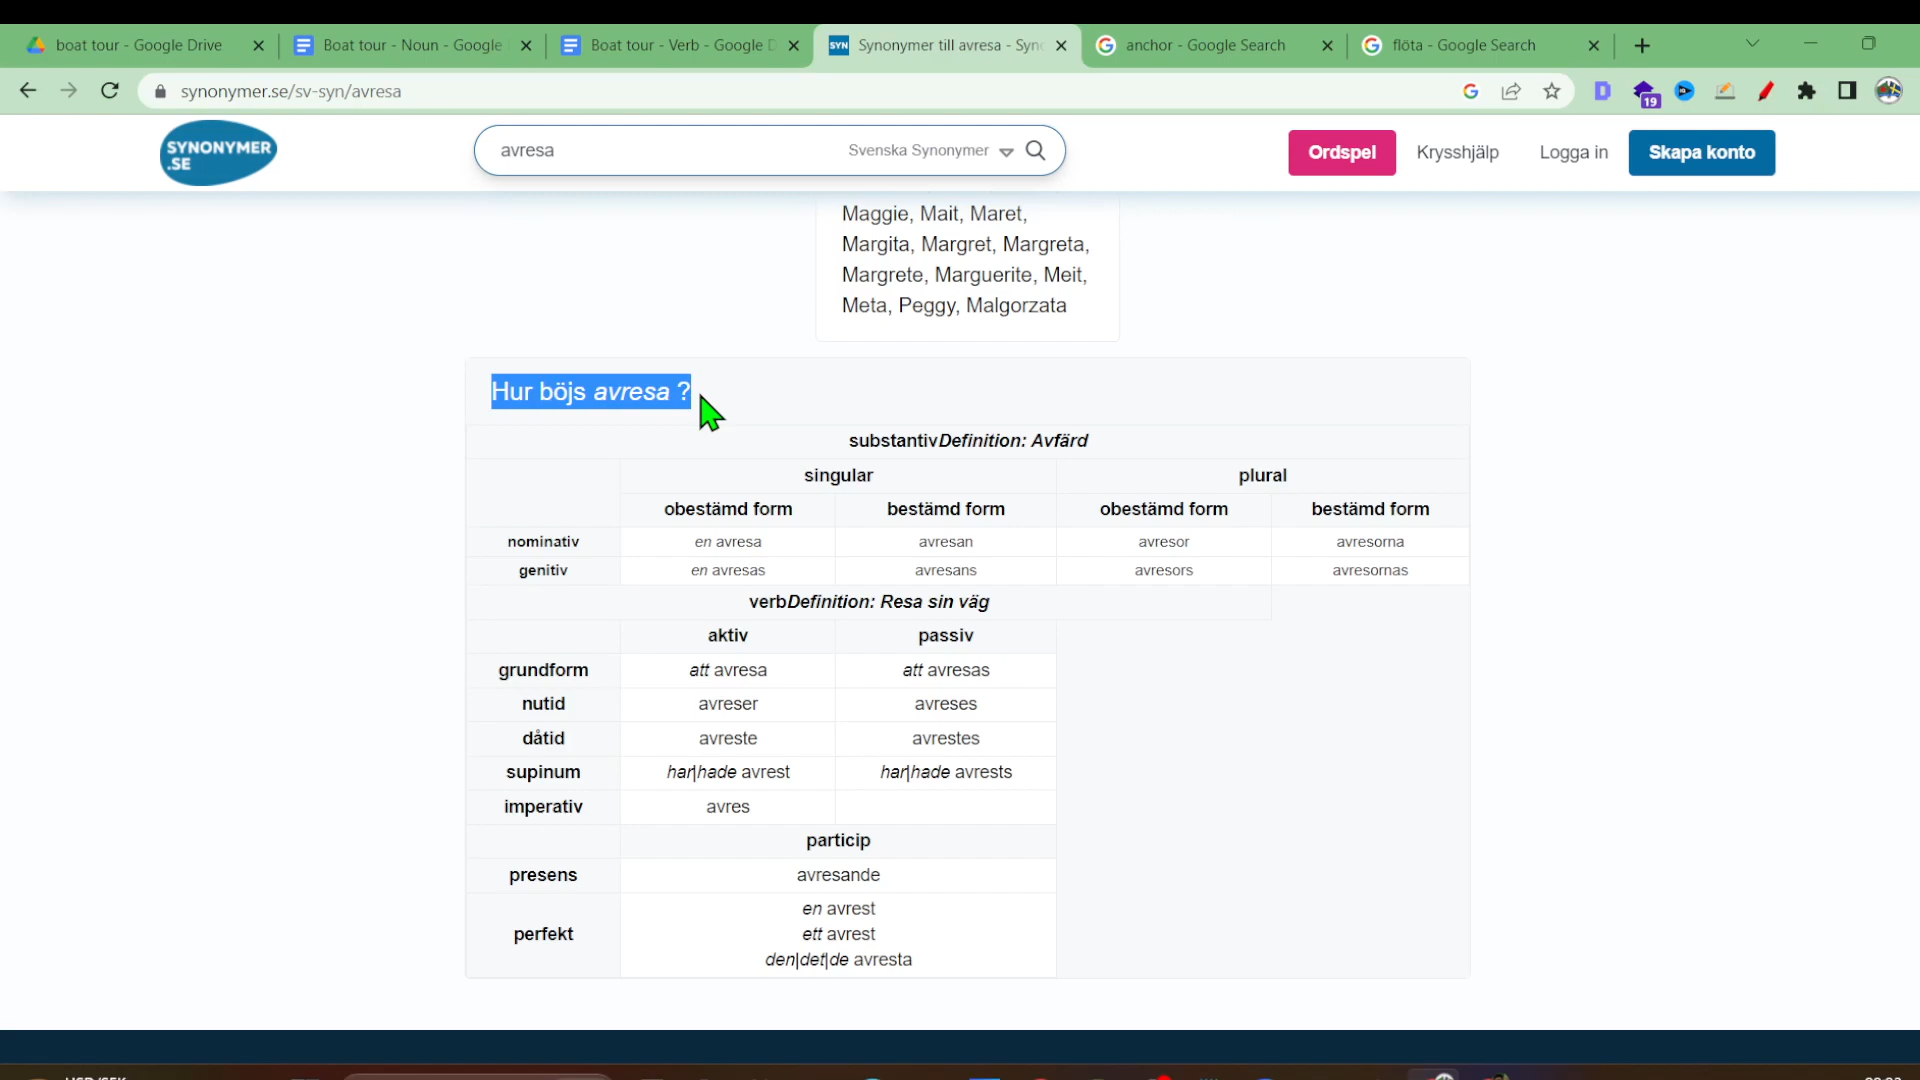 boat tour - Google Drive
Boat tour - Noun - Google
Boat tour - Verb - Google D
SYN Synonymer till avresa - Syn
anchor - Google Search
flöta - Google Search
synonymer.se/sv-syn/avresa
19
SYNONYMER
.SE
avresa
Svenska Synonymer
Ordspel
Krysshjälp
Logga in
Skapa konto
Maggie, Mait, Maret,
Margita, Margret, Margreta,
Margrete, Marguerite, Meit,
Meta, Peggy, Malgorzata
Hur böjs avresa ?
substantivDefinition: Avfärd
singular plural
obestämd form bestämd form obestämd form bestämd form
nominativ en avresa avresan avresor avresorna
genitiv en avresas avresans avresors avresornas
verbDefinition: Resa sin väg
aktiv passiv
grundform att avresa att avresas
nutid avreser avreses
dåtid avreste avrestes
supinum har|hade avrest har|hade avrests
imperativ avres
particip
presens avresande
perfekt
en avrest
ett avrest
den|det|de avresta